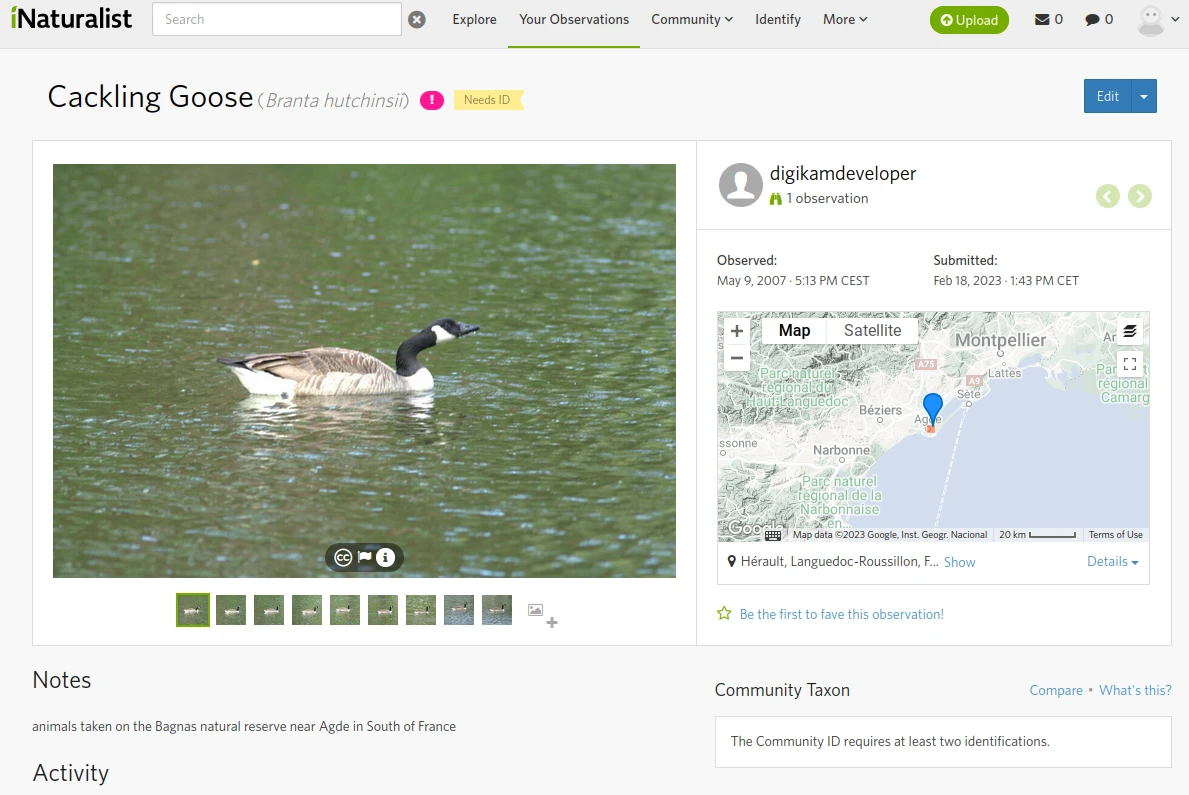 iNaturalist Search Explore Your Observations Community Identify More Upload 0 0
Cackling Goose (Branta hutchinsii) ! Needs ID Edit
digikamdeveloper
1 observation
Observed: Submitted:
May 9, 2007 · 5:13 PM CEST Feb 18, 2023 · 1:43 PM CET
+ Map Satellite
−
Montpellier
Ar
A75
Lattes
Parc naturel
régional du
Haut-Languedoc
A9
Sète
Parc
régional
Camarg
Béziers
Agde
ssonne
Narbonne
Parc naturel
régional de la
Narbonnaise
en...
Google Map data ©2023 Google, Inst. Geogr. Nacional 20 km Terms of Use
cc i
Hérault, Languedoc-Roussillon, F... Show Details
Be the first to fave this observation!
Notes
animals taken on the Bagnas natural reserve near Agde in South of France
Activity
Community Taxon Compare • What's this?
The Community ID requires at least two identifications.